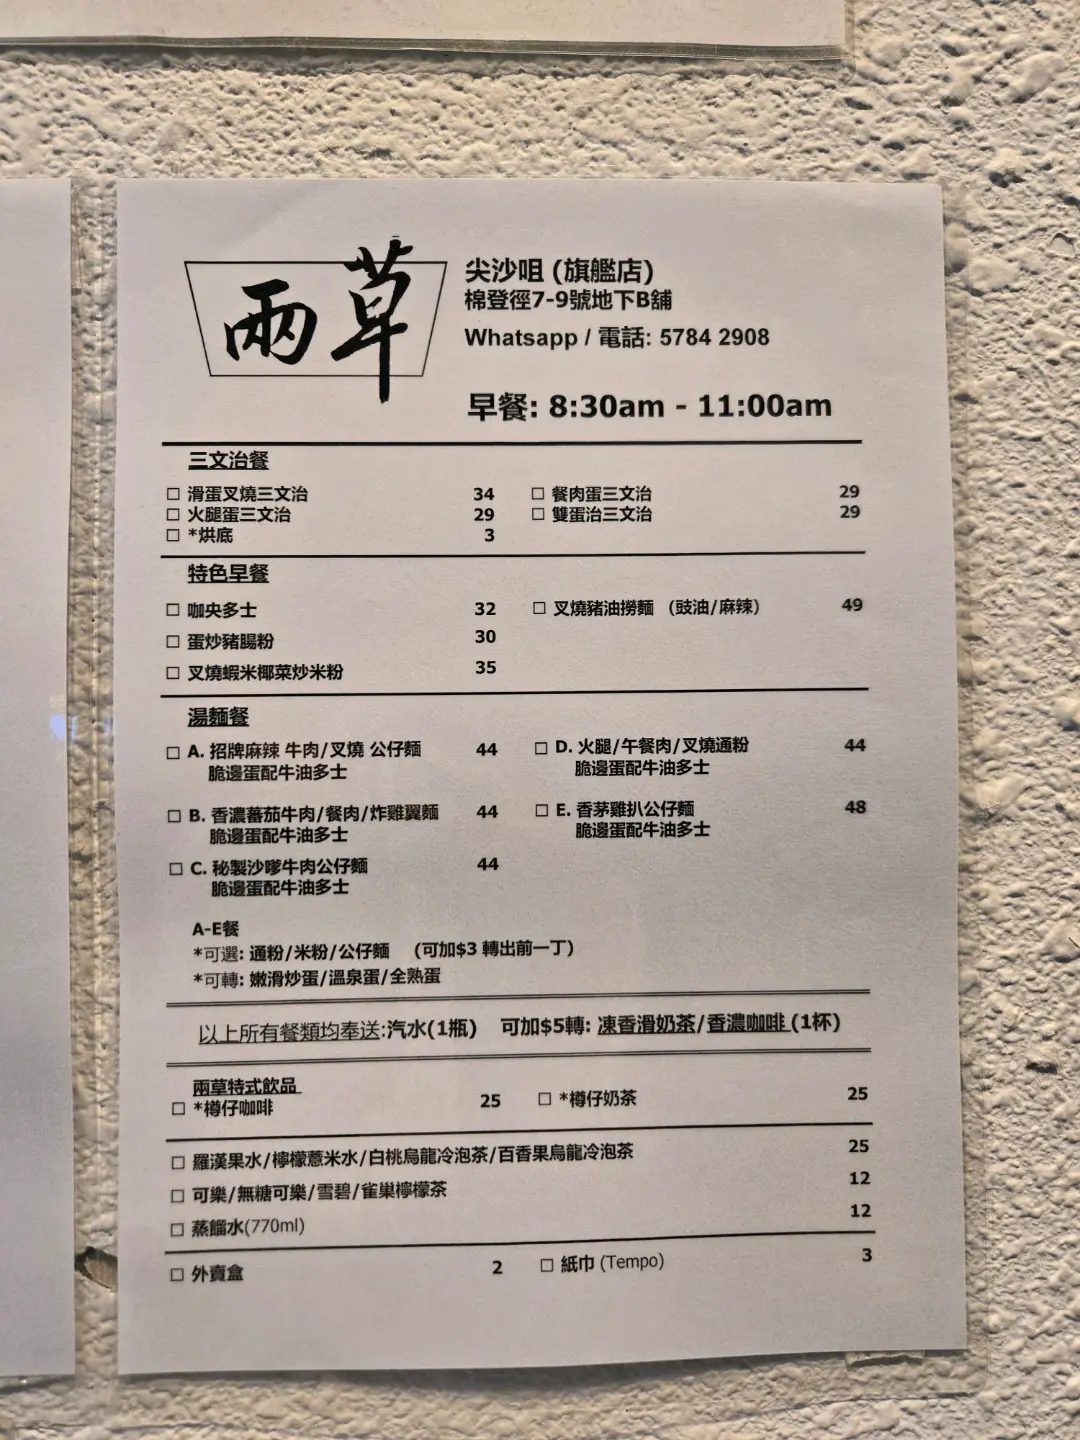 兩草
尖沙咀 (旗艦店)
棉登徑7-9號地下B舖
Whatsapp / 電話: 5784 2908
早餐: 8:30am - 11:00am
三文治餐
□ 滑蛋叉燒三文治 34 □ 餐肉蛋三文治 29
□ 火腿蛋三文治 29 □ 雙蛋治三文治 29
□ *烘底 3
特色早餐
□ 咖央多士 32 □ 叉燒豬油撈麵 (豉油/麻辣) 49
□ 蛋炒豬腸粉 30
□ 叉燒蝦米椰菜炒米粉 35
湯麵餐
□ A. 招牌麻辣 牛肉/叉燒 公仔麵 44 □ D. 火腿/午餐肉/叉燒通粉 44
脆邊蛋配牛油多士 脆邊蛋配牛油多士
□ B. 香濃蕃茄牛肉/餐肉/炸雞翼麵 44 □ E. 香茅雞扒公仔麵 48
脆邊蛋配牛油多士 脆邊蛋配牛油多士
□ C. 秘製沙嗲牛肉公仔麵 44
脆邊蛋配牛油多士
A-E餐
*可選: 通粉/米粉/公仔麵 (可加$3 轉出前一丁)
*可轉: 嫩滑炒蛋/溫泉蛋/全熟蛋
以上所有餐類均奉送:汽水(1瓶) 可加$5轉: 凍香滑奶茶/香濃咖啡 (1杯)
兩草特式飲品
□ *樽仔咖啡 25 □ *樽仔奶茶 25
□ 羅漢果水/檸檬薏米水/白桃烏龍冷泡茶/百香果烏龍冷泡茶 25
□ 可樂/無糖可樂/雪碧/雀巢檸檬茶 12
□ 蒸餾水(770ml) 12
□ 外賣盒 2 □ 紙巾 (Tempo) 3